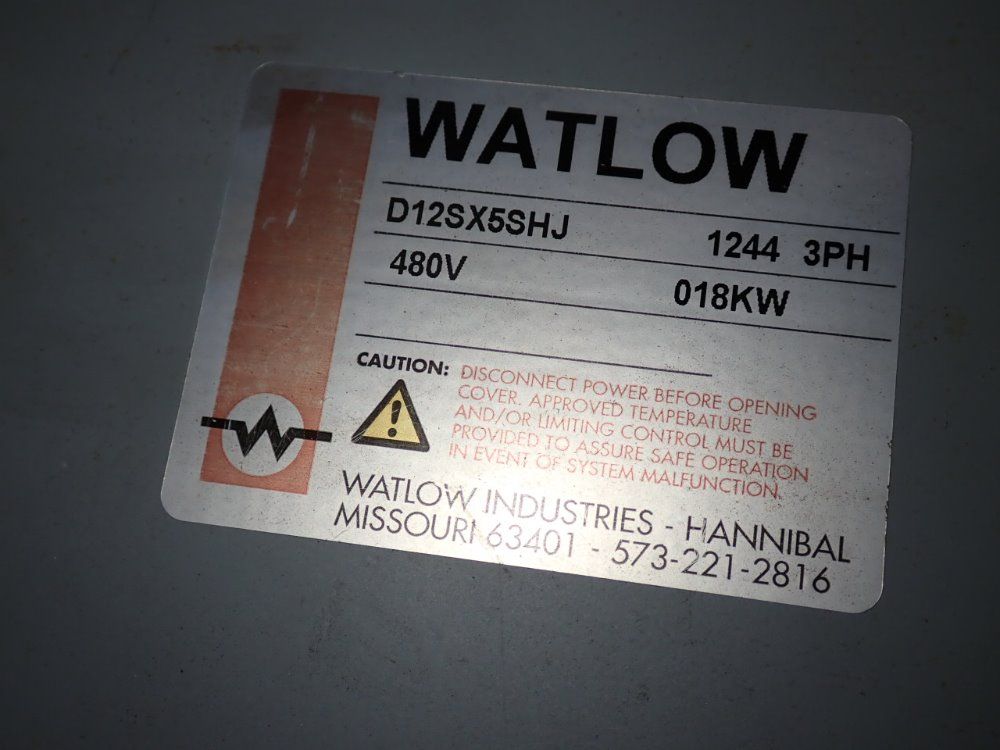 WATLOW
D12SX5SHJ 1244 3PH
480V 018KW
CAUTION: DISCONNECT POWER BEFORE OPENING
COVER. APPROVED TEMPERATURE
AND/OR LIMITING CONTROL MUST BE
PROVIDED TO ASSURE SAFE OPERATION
IN EVENT OF SYSTEM MALFUNCTION.
WATLOW INDUSTRIES - HANNIBAL
MISSOURI 63401 - 573-221-2816